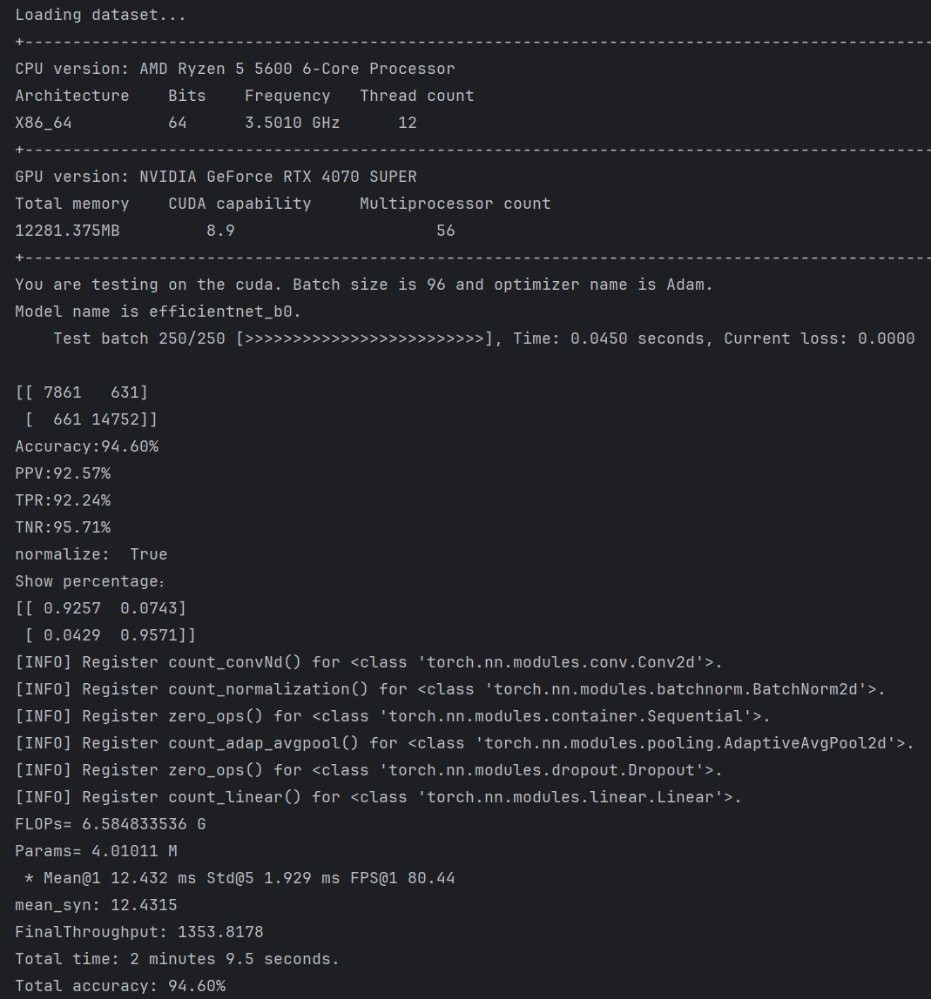 Loading dataset...
+-----------------------------------------------------------------------------------------------
CPU version: AMD Ryzen 5 5600 6-Core Processor
Architecture    Bits    Frequency   Thread count
X86_64          64      3.5010 GHz      12
+-----------------------------------------------------------------------------------------------
GPU version: NVIDIA GeForce RTX 4070 SUPER
Total memory    CUDA capability     Multiprocessor count
12281.375MB         8.9                     56
+-----------------------------------------------------------------------------------------------
You are testing on the cuda. Batch size is 96 and optimizer name is Adam.
Model name is efficientnet_b0.
    Test batch 250/250 [>>>>>>>>>>>>>>>>>>>>>>>>>], Time: 0.0450 seconds, Current loss: 0.0000

[[ 7861   631]
 [  661 14752]]
Accuracy:94.60%
PPV:92.57%
TPR:92.24%
TNR:95.71%
normalize:  True
Show percentage：
[[ 0.9257  0.0743]
 [ 0.0429  0.9571]]
[INFO] Register count_convNd() for <class 'torch.nn.modules.conv.Conv2d'>.
[INFO] Register count_normalization() for <class 'torch.nn.modules.batchnorm.BatchNorm2d'>.
[INFO] Register zero_ops() for <class 'torch.nn.modules.container.Sequential'>.
[INFO] Register count_adap_avgpool() for <class 'torch.nn.modules.pooling.AdaptiveAvgPool2d'>.
[INFO] Register zero_ops() for <class 'torch.nn.modules.dropout.Dropout'>.
[INFO] Register count_linear() for <class 'torch.nn.modules.linear.Linear'>.
FLOPs= 6.584833536 G
Params= 4.01011 M
 * Mean@1 12.432 ms Std@5 1.929 ms FPS@1 80.44
mean_syn: 12.4315
FinalThroughput: 1353.8178
Total time: 2 minutes 9.5 seconds.
Total accuracy: 94.60%